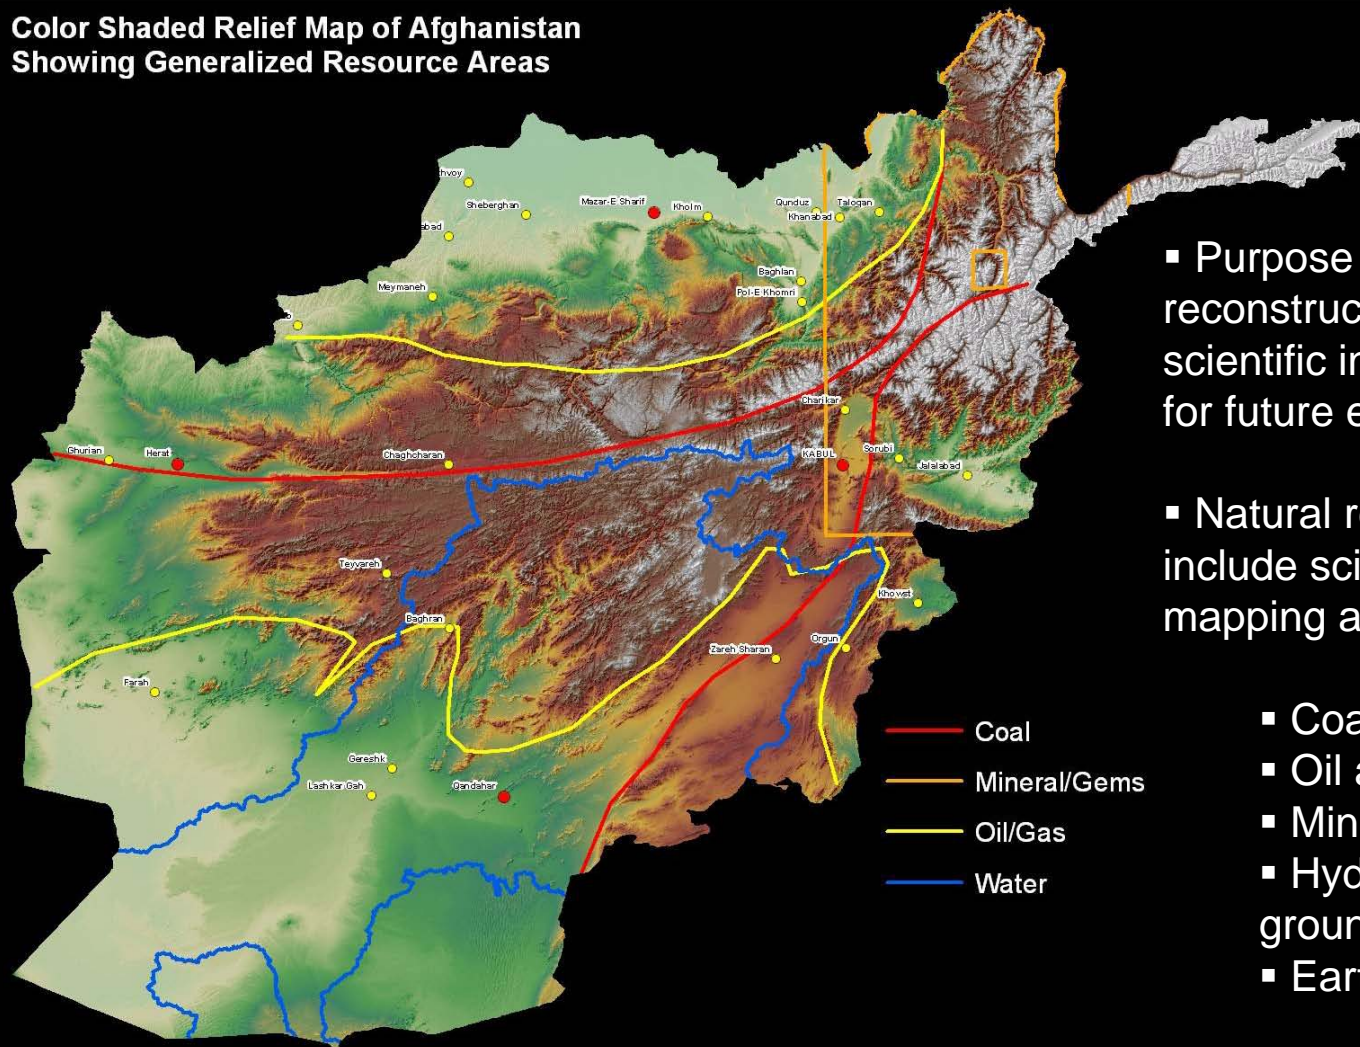 Color Shaded Relief Map of Afghanistan
Showing Generalized Resource Areas
hvoy
Sheberghan
Mazar-E Sharif
Kholm
Qunduz
Talogan
Khanabad
abad
Baghlan
Meymaneh
Pol-E Khomri
o
Charikar
Ghurian
Herat
Chaghcharan
KABUL
Sorubi
Jalalabad
Teyvareh
Khowst
Baghran
Orgun
Zareh Sharan
Farah
Gereshk
Lashkar Gah
Qandahar
Coal
Mineral/Gems
Oil/Gas
Water
▪ Purpose
reconstruc
scientific in
for future e
▪ Natural r
include sci
mapping a
▪ Coa
▪ Oil a
▪ Min
▪ Hyd
groun
▪ Eart